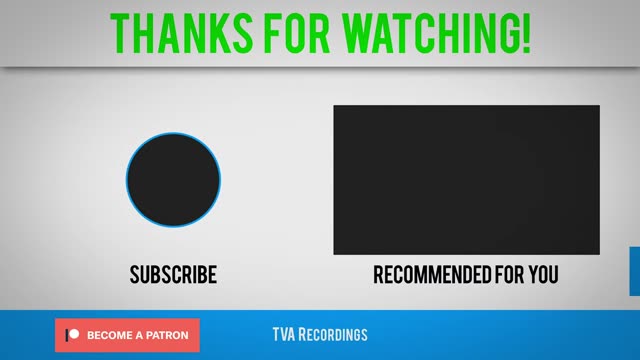 THANKS FOR WATCHING!
SUBSCRIBE
RECOMMENDED FOR YOU
BECOME A PATRON
TVA RECORDINGS